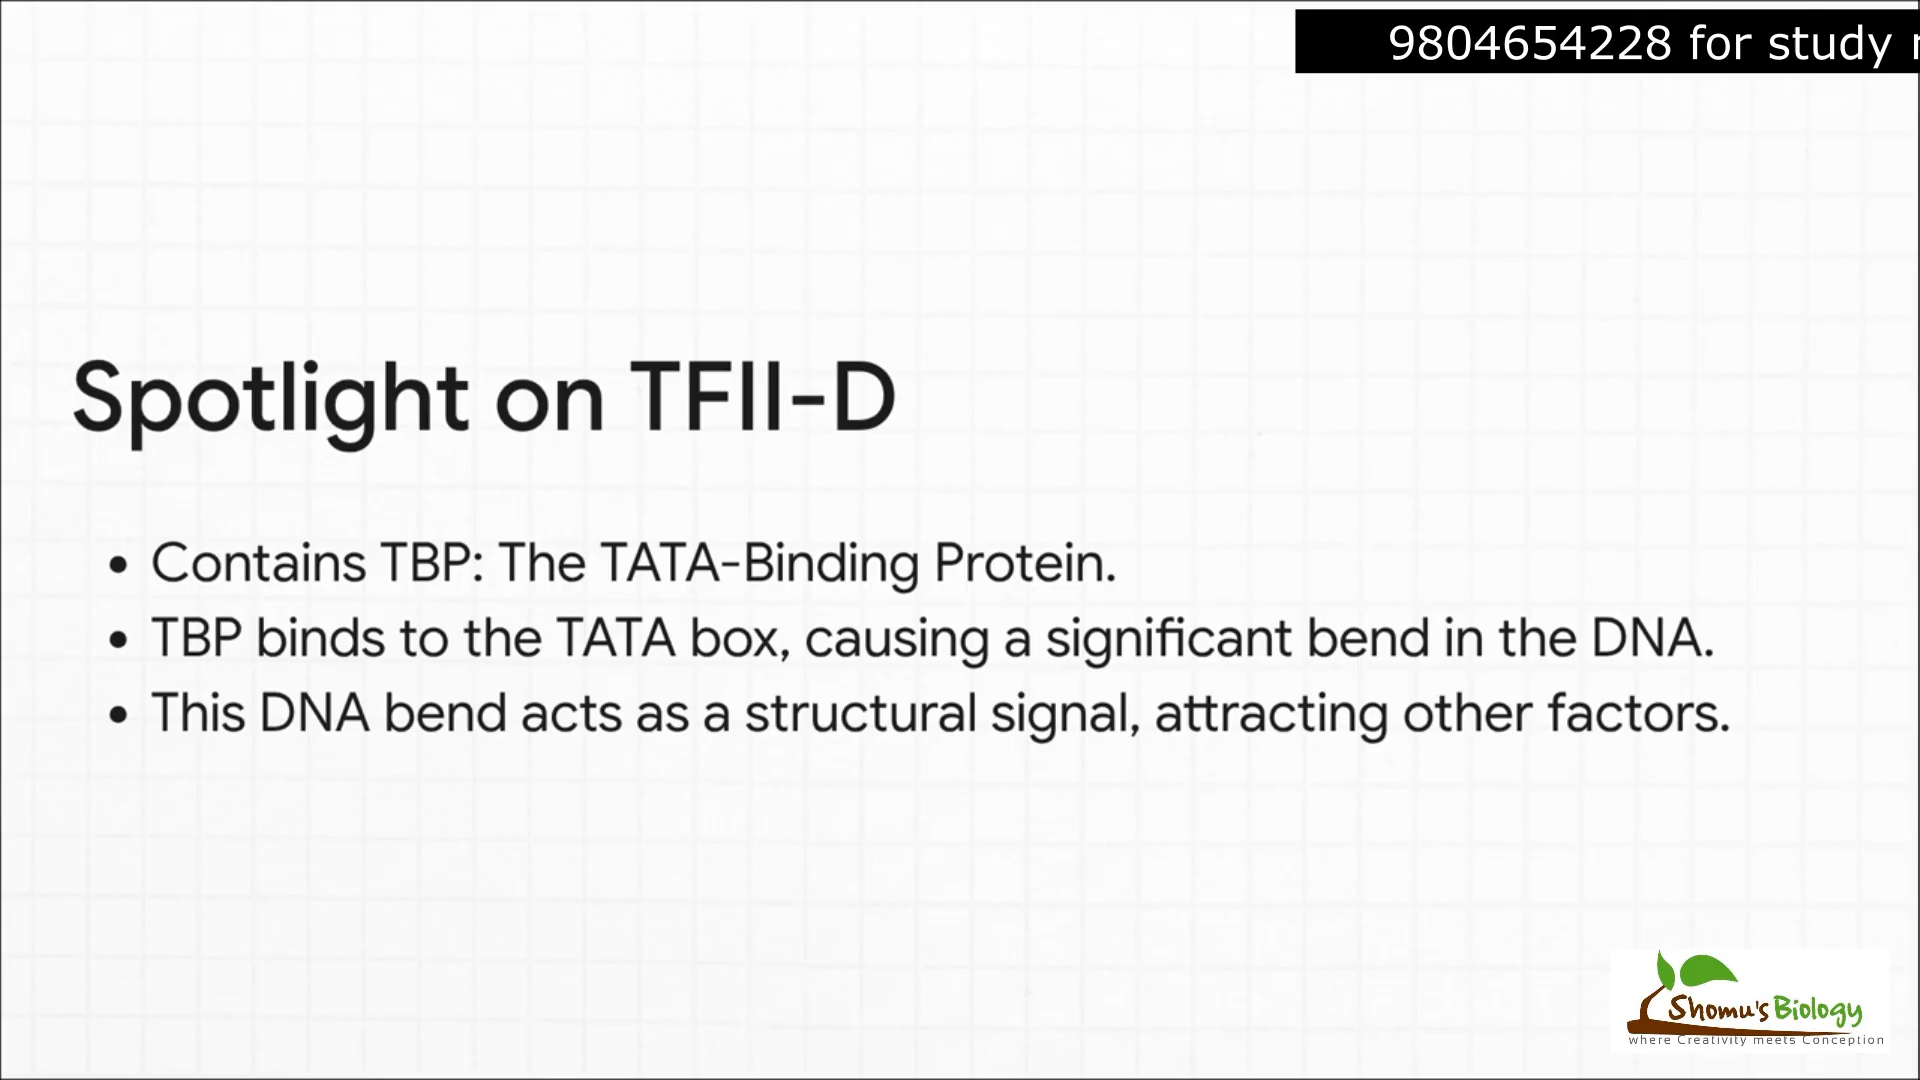 9804654228 for study
Spotlight on TFII-D
• Contains TBP: The TATA-Binding Protein.
• TBP binds to the TATA box, causing a significant bend in the DNA.
• This DNA bend acts as a structural signal, attracting other factors.
Shomu's Biology
where Creativity meets Conception